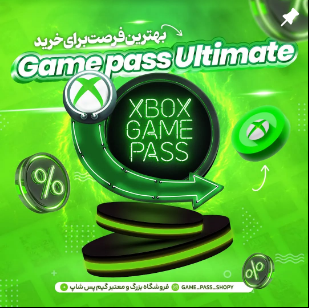 بهترین فرصت برای خرید
Game pass Ultimate
XBOX
GAME
PASS
%
%
فروشگاه بزرگ و معتبر گیم پس شاپ
GAME_PASS_SHOPY